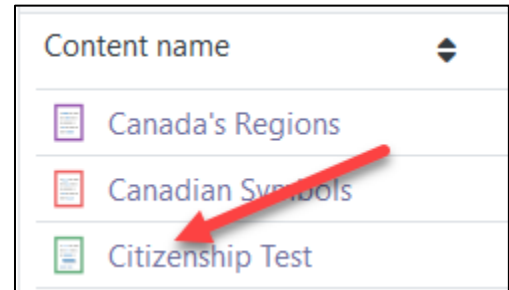 Content name
Canada's Regions
Canadian Symbols
Citizenship Test